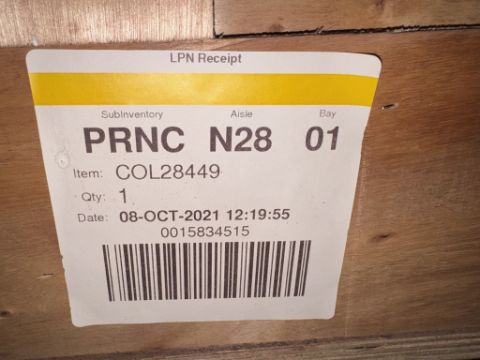 LPN Receipt
SubInventory Aisle Bay
PRNC N28 01
Item: COL28449
Qty: 1
Date: 08-OCT-2021 12:19:55
0015834515